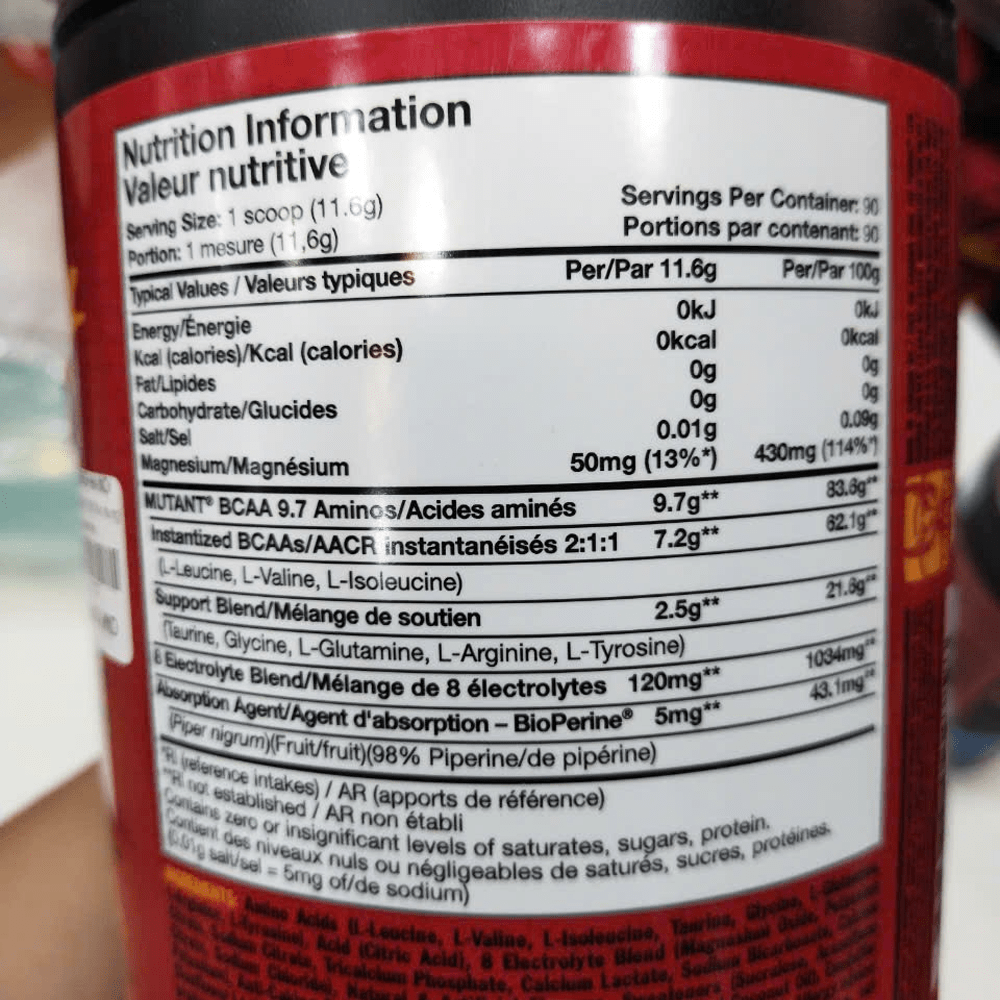 Nutrition Information
Valeur nutritive
Serving Size: 1 scoop (11.6g)
Portion: 1 mesure (11,6g)
Servings Per Container: 90
Portions par contenant: 90
Typical Values / Valeurs typiques Per/Par 11.6g Per/Par 100g
Energy/Énergie 0kJ 0kJ
Kcal (calories)/Kcal (calories) 0kcal 0kcal
Fat/Lipides 0g 0g
Carbohydrate/Glucides 0g 0g
Salt/Sel 0.01g 0.09g
Magnesium/Magnésium 50mg (13%*) 430mg (114%*)
MUTANT® BCAA 9.7 Aminos/Acides aminés 9.7g** 83.6g**
Instantized BCAAs/AACR instantanéisés 2:1:1 7.2g** 62.1g**
(L-Leucine, L-Valine, L-Isoleucine)
Support Blend/Mélange de soutien 2.5g** 21.6g**
(Taurine, Glycine, L-Glutamine, L-Arginine, L-Tyrosine)
8 Electrolyte Blend/Mélange de 8 électrolytes 120mg** 1034mg**
Absorption Agent/Agent d'absorption – BioPerine® 5mg** 43.1mg**
(Piper nigrum)(Fruit/fruit)(98% Piperine/de pipérine)
*RI (reference intakes) / AR (apports de référence)
**RI not established / AR non établi
Contains zero or insignificant levels of saturates, sugars, protein.
Contient des niveaux nuls ou négligeables de saturés, sucres, protéines.
(0.01g salt/sel = 5mg of/de sodium)
INGREDIENTS: Amino Acids (L-Leucine, L-Valine, L-Isoleucine, Taurine, Glycine,
Acid (Citric Acid), 8 Electrolyte Blend (Magnesium Oxide,
Tricalcium Phosphate, Calcium Lactate, Sodium Bicarbonate,